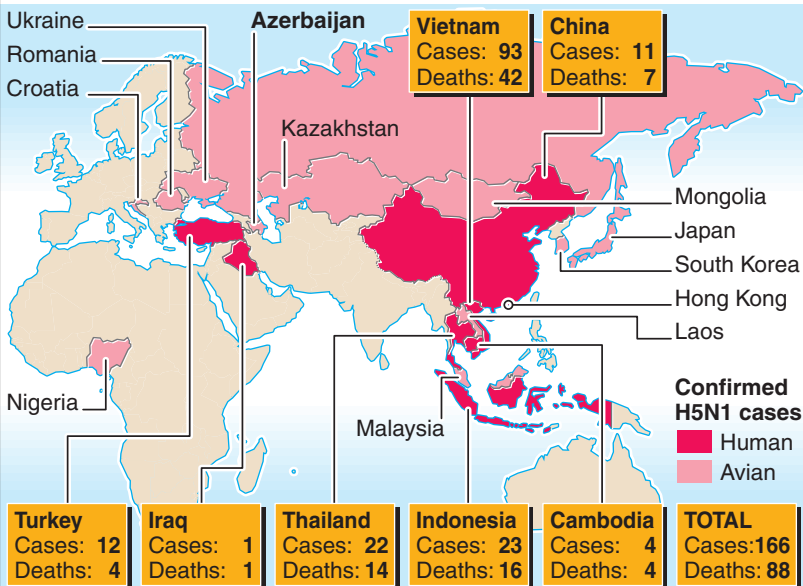 Ukraine
Romania
Croatia
Azerbaijan
Vietnam
Cases: 93
Deaths: 42
China
Cases: 11
Deaths: 7
Kazakhstan
Mongolia
Japan
South Korea
Hong Kong
Laos
Nigeria
Malaysia
Confirmed
H5N1 cases
Human
Avian
Turkey
Cases: 12
Deaths: 4
Iraq
Cases: 1
Deaths: 1
Thailand
Cases: 22
Deaths: 14
Indonesia
Cases: 23
Deaths: 16
Cambodia
Cases: 4
Deaths: 4
TOTAL
Cases:166
Deaths: 88